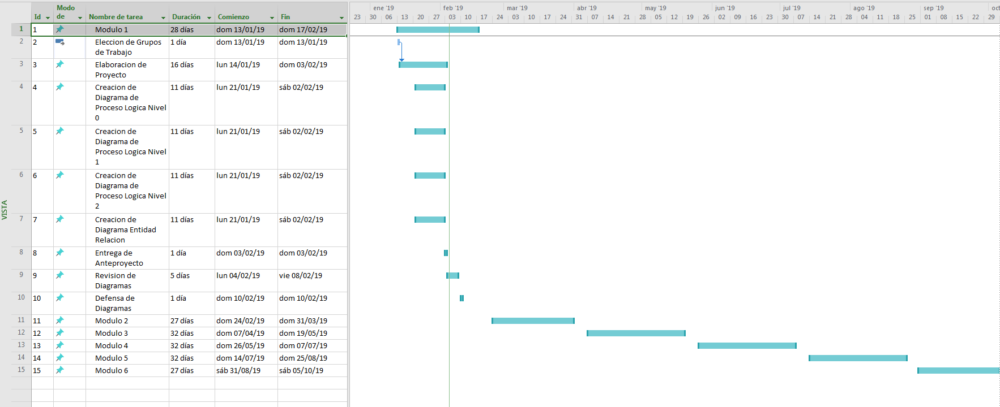 ene '19 feb '19 mar '19 abr '19 may '19 jun '19 jul '19 ago '19 sep '19 oct
23 30 06 13 20 27 03 10 17 24 03 10 17 24 31 07 14 21 28 05 12 19 26 02 09 16 23 30 07 14 21 28 04 11 18 25 01 08 15 22 29
Modo
Id de Nombre de tarea Duración Comienzo Fin
1 1 Modulo 1 28 días dom 13/01/19 dom 17/02/19
2 2 Eleccion de Grupos 1 día dom 13/01/19 dom 13/01/19
de Trabajo
3 3 Elaboracion de 16 días lun 14/01/19 dom 03/02/19
Proyecto
4 4 Creacion de 11 días lun 21/01/19 sáb 02/02/19
Diagrama de
Proceso Logica Nivel
0
5 5 Creacion de 11 días lun 21/01/19 sáb 02/02/19
Diagrama de
Proceso Logica Nivel
1
6 6 Creacion de 11 días lun 21/01/19 sáb 02/02/19
Diagrama de
Proceso Logica Nivel
2
7 7 Creacion de 11 días lun 21/01/19 sáb 02/02/19
Diagrama Entidad
Relacion
8 8 Entrega de 1 día dom 03/02/19 dom 03/02/19
Anteproyecto
9 9 Revision de 5 días lun 04/02/19 vie 08/02/19
Diagramas
10 10 Defensa de 1 día dom 10/02/19 dom 10/02/19
Diagramas
11 11 Modulo 2 27 días dom 24/02/19 dom 31/03/19
12 12 Modulo 3 32 días dom 07/04/19 dom 19/05/19
13 13 Modulo 4 32 días dom 26/05/19 dom 07/07/19
14 14 Modulo 5 32 días dom 14/07/19 dom 25/08/19
15 15 Modulo 6 27 días sáb 31/08/19 sáb 05/10/19
VISTA